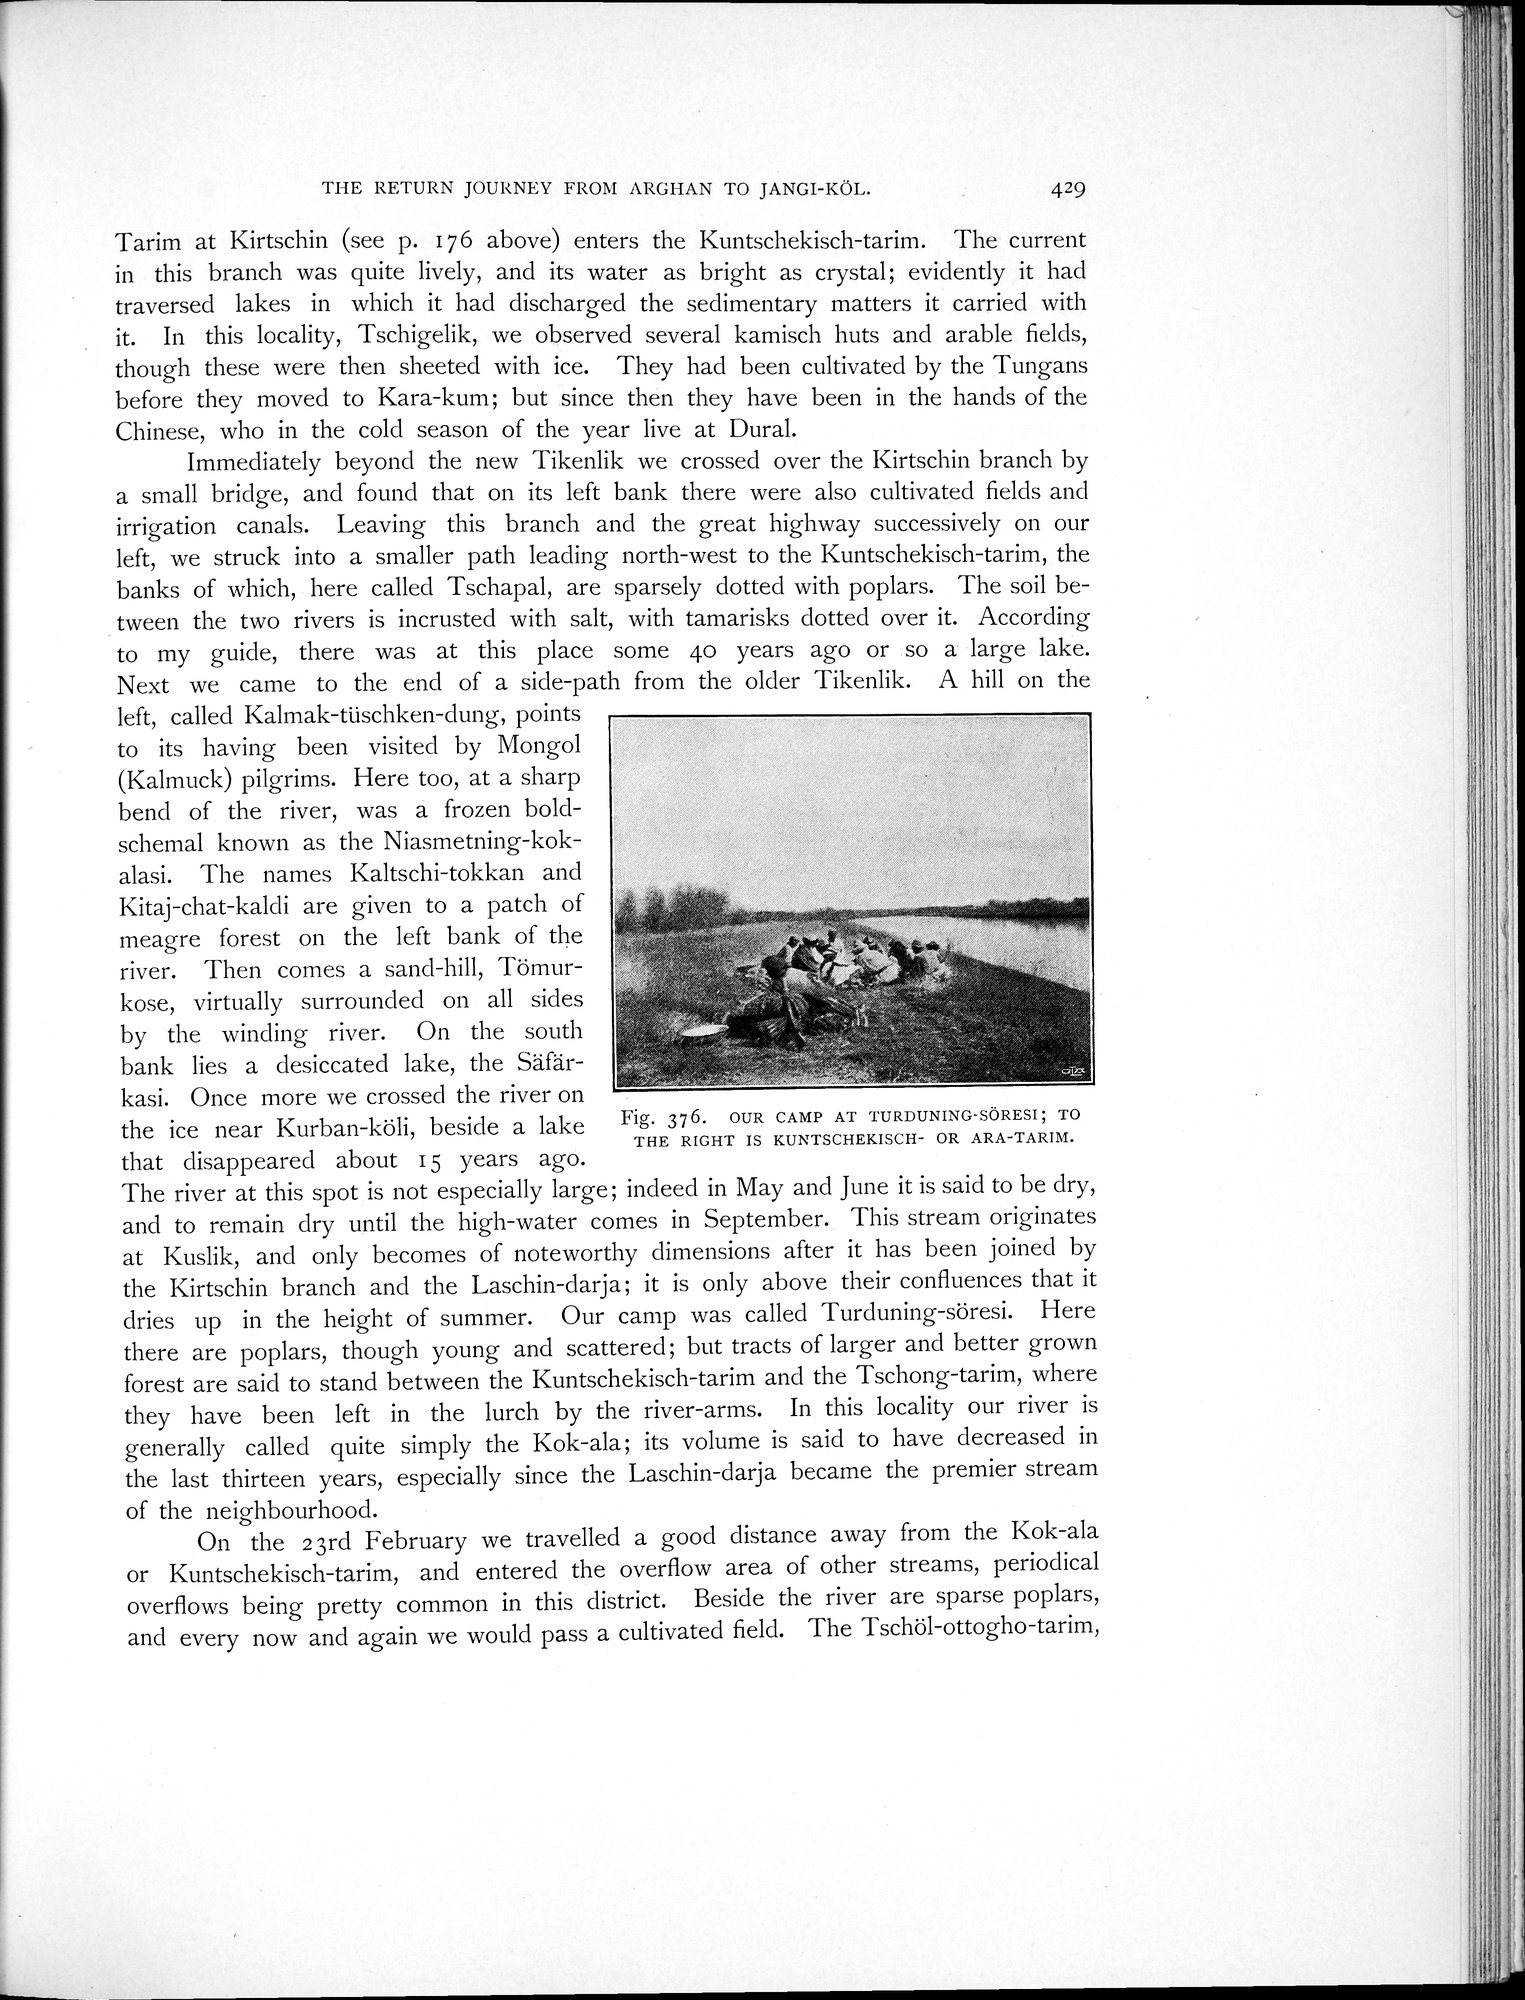 THE RETURN JOURNEY FROM ARGHAN TO JANGI-KÖL. 429
Tarim at Kirtschin (see p. 176 above) enters the Kuntschekisch-tarim. The current
in this branch was quite lively, and its water as bright as crystal; evidently it had
traversed lakes in which it had discharged the sedimentary matters it carried with
it. In this locality, Tschigelik, we observed several kamisch huts and arable fields,
though these were then sheeted with ice. They had been cultivated by the Tungans
before they moved to Kara-kum; but since then they have been in the hands of the
Chinese, who in the cold season of the year live at Dural.
Immediately beyond the new Tikenlik we crossed over the Kirtschin branch by
a small bridge, and found that on its left bank there were also cultivated fields and
irrigation canals. Leaving this branch and the great highway successively on our
left, we struck into a smaller path leading north-west to the Kuntschekisch-tarim, the
banks of which, here called Tschapal, are sparsely dotted with poplars. The soil be-
tween the two rivers is incrusted with salt, with tamarisks dotted over it. According
to my guide, there was at this place some 40 years ago or so a large lake.
Next we came to the end of a side-path from the older Tikenlik. A hill on the
left, called Kalmak-tüschken-dung, points
to its having been visited by Mongol
(Kalmuck) pilgrims. Here too, at a sharp
bend of the river, was a frozen bold-
schemal known as the Niasmetning-kok-
alasi. The names Kaltschi-tokkan and
Kitaj-chat-kaldi are given to a patch of
meagre forest on the left bank of the
river. Then comes a sand-hill, Tömur-
kose, virtually surrounded on all sides
by the winding river. On the south
bank lies a desiccated lake, the Säfär-
kasi. Once more we crossed the river on
the ice near Kurban-köli, beside a lake
that disappeared about 15 years ago.
Fig. 376. OUR CAMP AT TURDUNING-SÖRESI; TO
THE RIGHT IS KUNTSCHEKISCH- OR ARA-TARIM.
The river at this spot is not especially large; indeed in May and June it is said to be dry,
and to remain dry until the high-water comes in September. This stream originates
at Kuslik, and only becomes of noteworthy dimensions after it has been joined by
the Kirtschin branch and the Laschin-darja; it is only above their confluences that it
dries up in the height of summer. Our camp was called Turduning-söresi. Here
there are poplars, though young and scattered; but tracts of larger and better grown
forest are said to stand between the Kuntschekisch-tarim and the Tschong-tarim, where
they have been left in the lurch by the river-arms. In this locality our river is
generally called quite simply the Kok-ala; its volume is said to have decreased in
the last thirteen years, especially since the Laschin-darja became the premier stream
of the neighbourhood.
On the 23rd February we travelled a good distance away from the Kok-ala
or Kuntschekisch-tarim, and entered the overflow area of other streams, periodical
overflows being pretty common in this district. Beside the river are sparse poplars,
and every now and again we would pass a cultivated field. The Tschöl-ottogho-tarim,